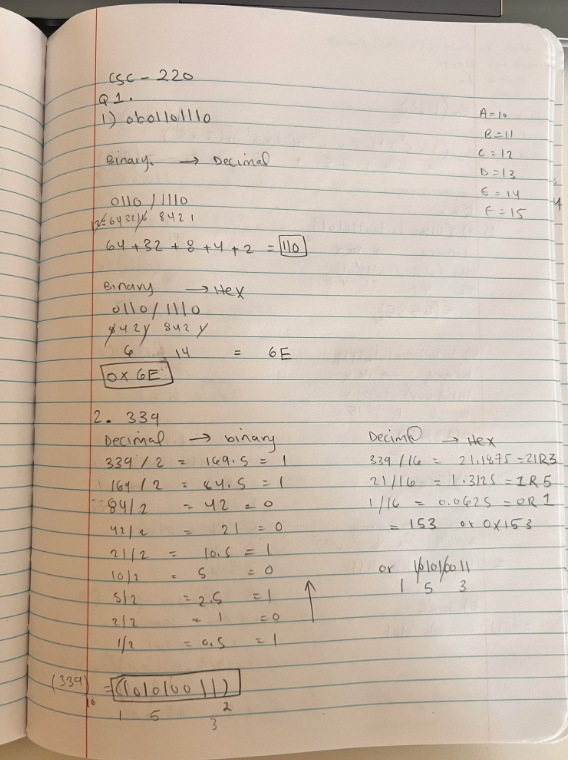 CSC - 220
Q1.
1) 0b01101110
Binary → Decimal
0110 / 1110
8 4 2 1
64 + 32 + 8 + 4 + 2 = 110
Binary → Hex
0110 / 1110
8 4 2 1 8 4 2 1
6 14 = 6E
0x 6E
A = 10
B = 11
C = 12
D = 13
E = 14
F = 15
2. 339
Decimal → binary
339 / 2 = 169.5 = 1
169 / 2 = 84.5 = 1
84/2 = 42 = 0
42/2 = 21 = 0
21/2 = 10.5 = 1
10/2 = 5 = 0
5/2 = 2.5 = 1
2/2 = 1 = 0
1/2 = 0.5 = 1
(339)10 = (101010011)2
1 5 3
Decimal → Hex
339 /16 = 21.1875 = 21R3
21/16 = 1.3125 = 1R5
1/16 = 0.0625 = 0R1
= 153 or 0x153
or 1/0101/0011
1 5 3